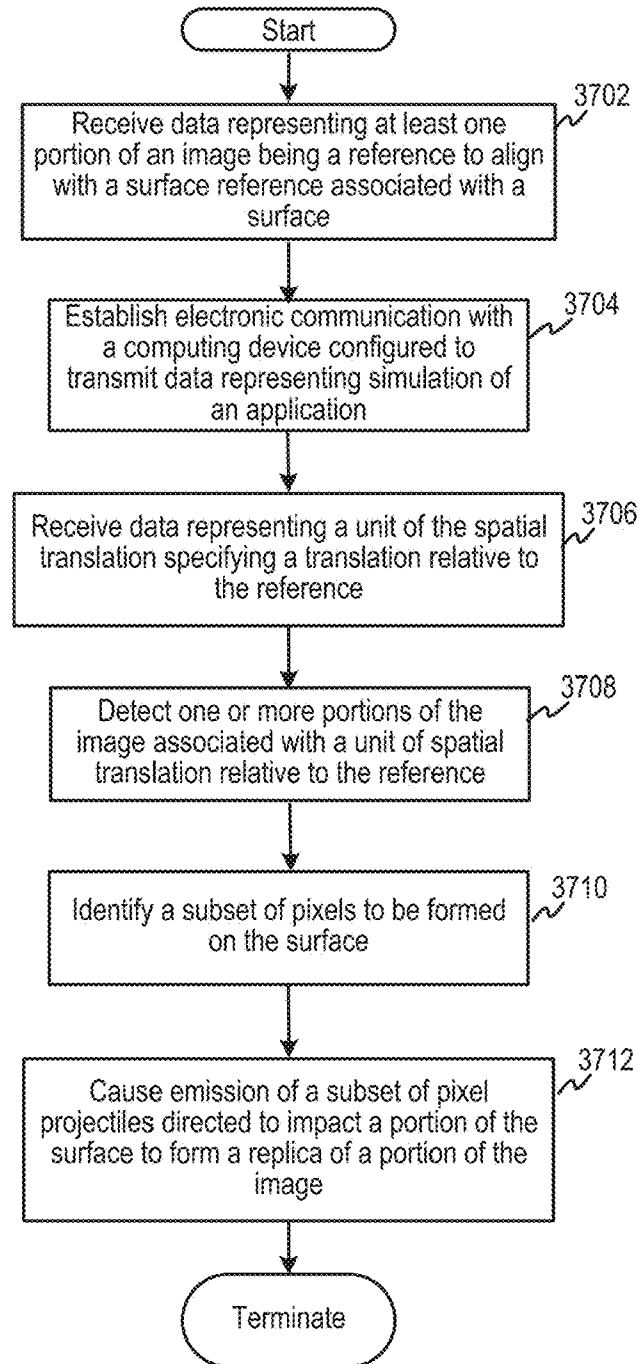 Start
3702
Receive data representing at least one
portion of an image being a reference to align
with a surface reference associated with a
surface
3704
Establish electronic communication with
a computing device configured to
transmit data representing simulation of
an application
3706
Receive data representing a unit of the spatial
translation specifying a translation relative to
the reference
3708
Detect one or more portions of the
image associated with a unit of spatial
translation relative to the reference
3710
Identify a subset of pixels to be formed
on the surface
3712
Cause emission of a subset of pixel
projectiles directed to impact a portion of the
surface to form a replica of a portion of the
image
Terminate